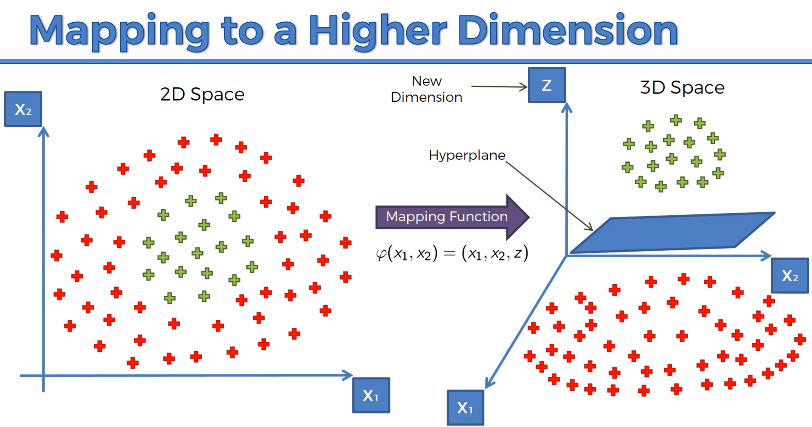 Mapping to a Higher Dimension
2D Space
X₂
X₁
Mapping Function
φ(x₁, x₂) = (x₁, x₂, z)
New
Dimension
Z
3D Space
Hyperplane
X₂
X₁